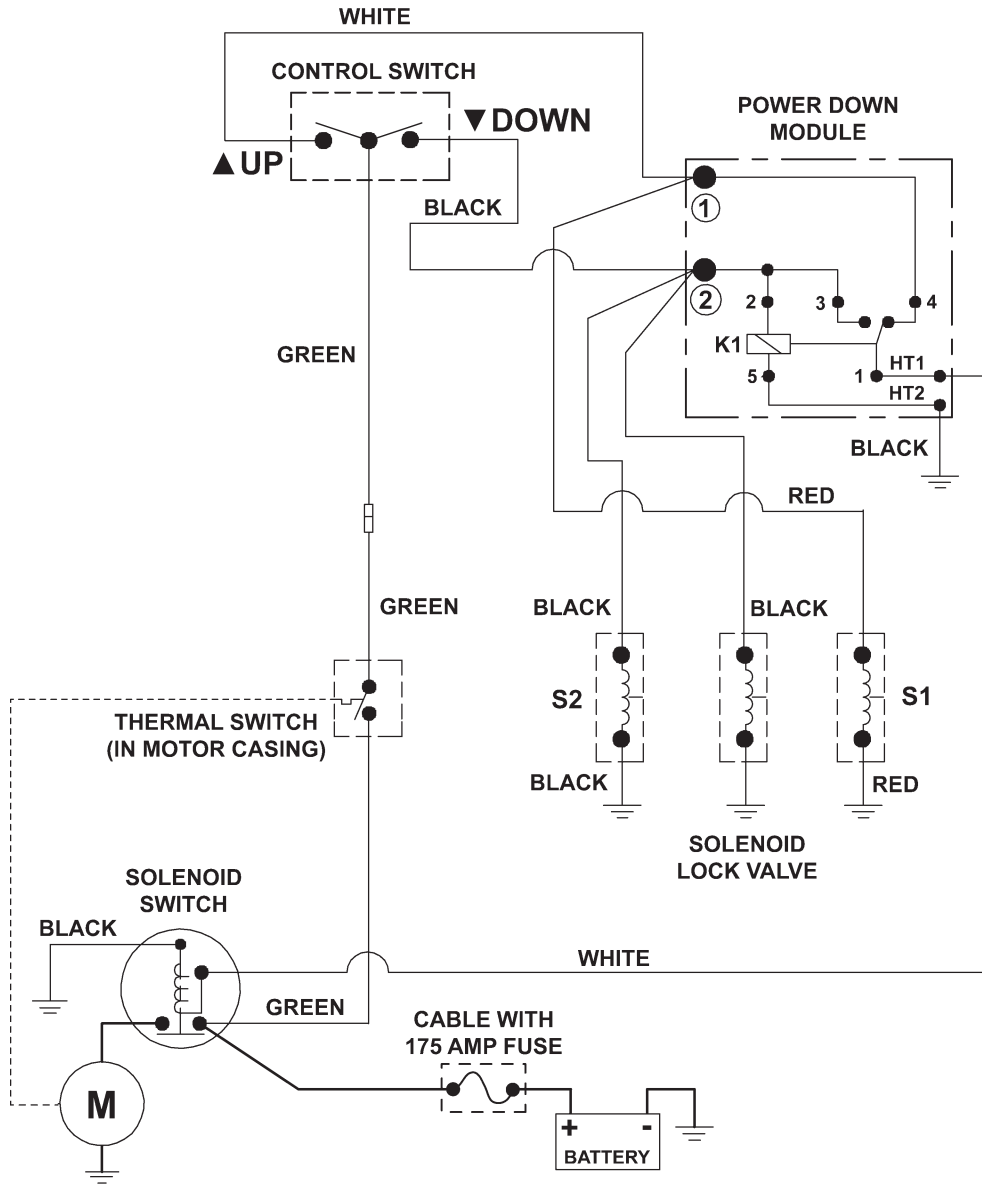 WHITE
CONTROL SWITCH
▼DOWN
▲UP
POWER DOWN
MODULE
BLACK
1
2
2
3
4
GREEN
K1
5
1
HT1
HT2
BLACK
RED
GREEN
BLACK
BLACK
S2
S1
THERMAL SWITCH
(IN MOTOR CASING)
BLACK
RED
SOLENOID
LOCK VALVE
SOLENOID
SWITCH
BLACK
WHITE
GREEN
CABLE WITH
175 AMP FUSE
M
+
-
BATTERY